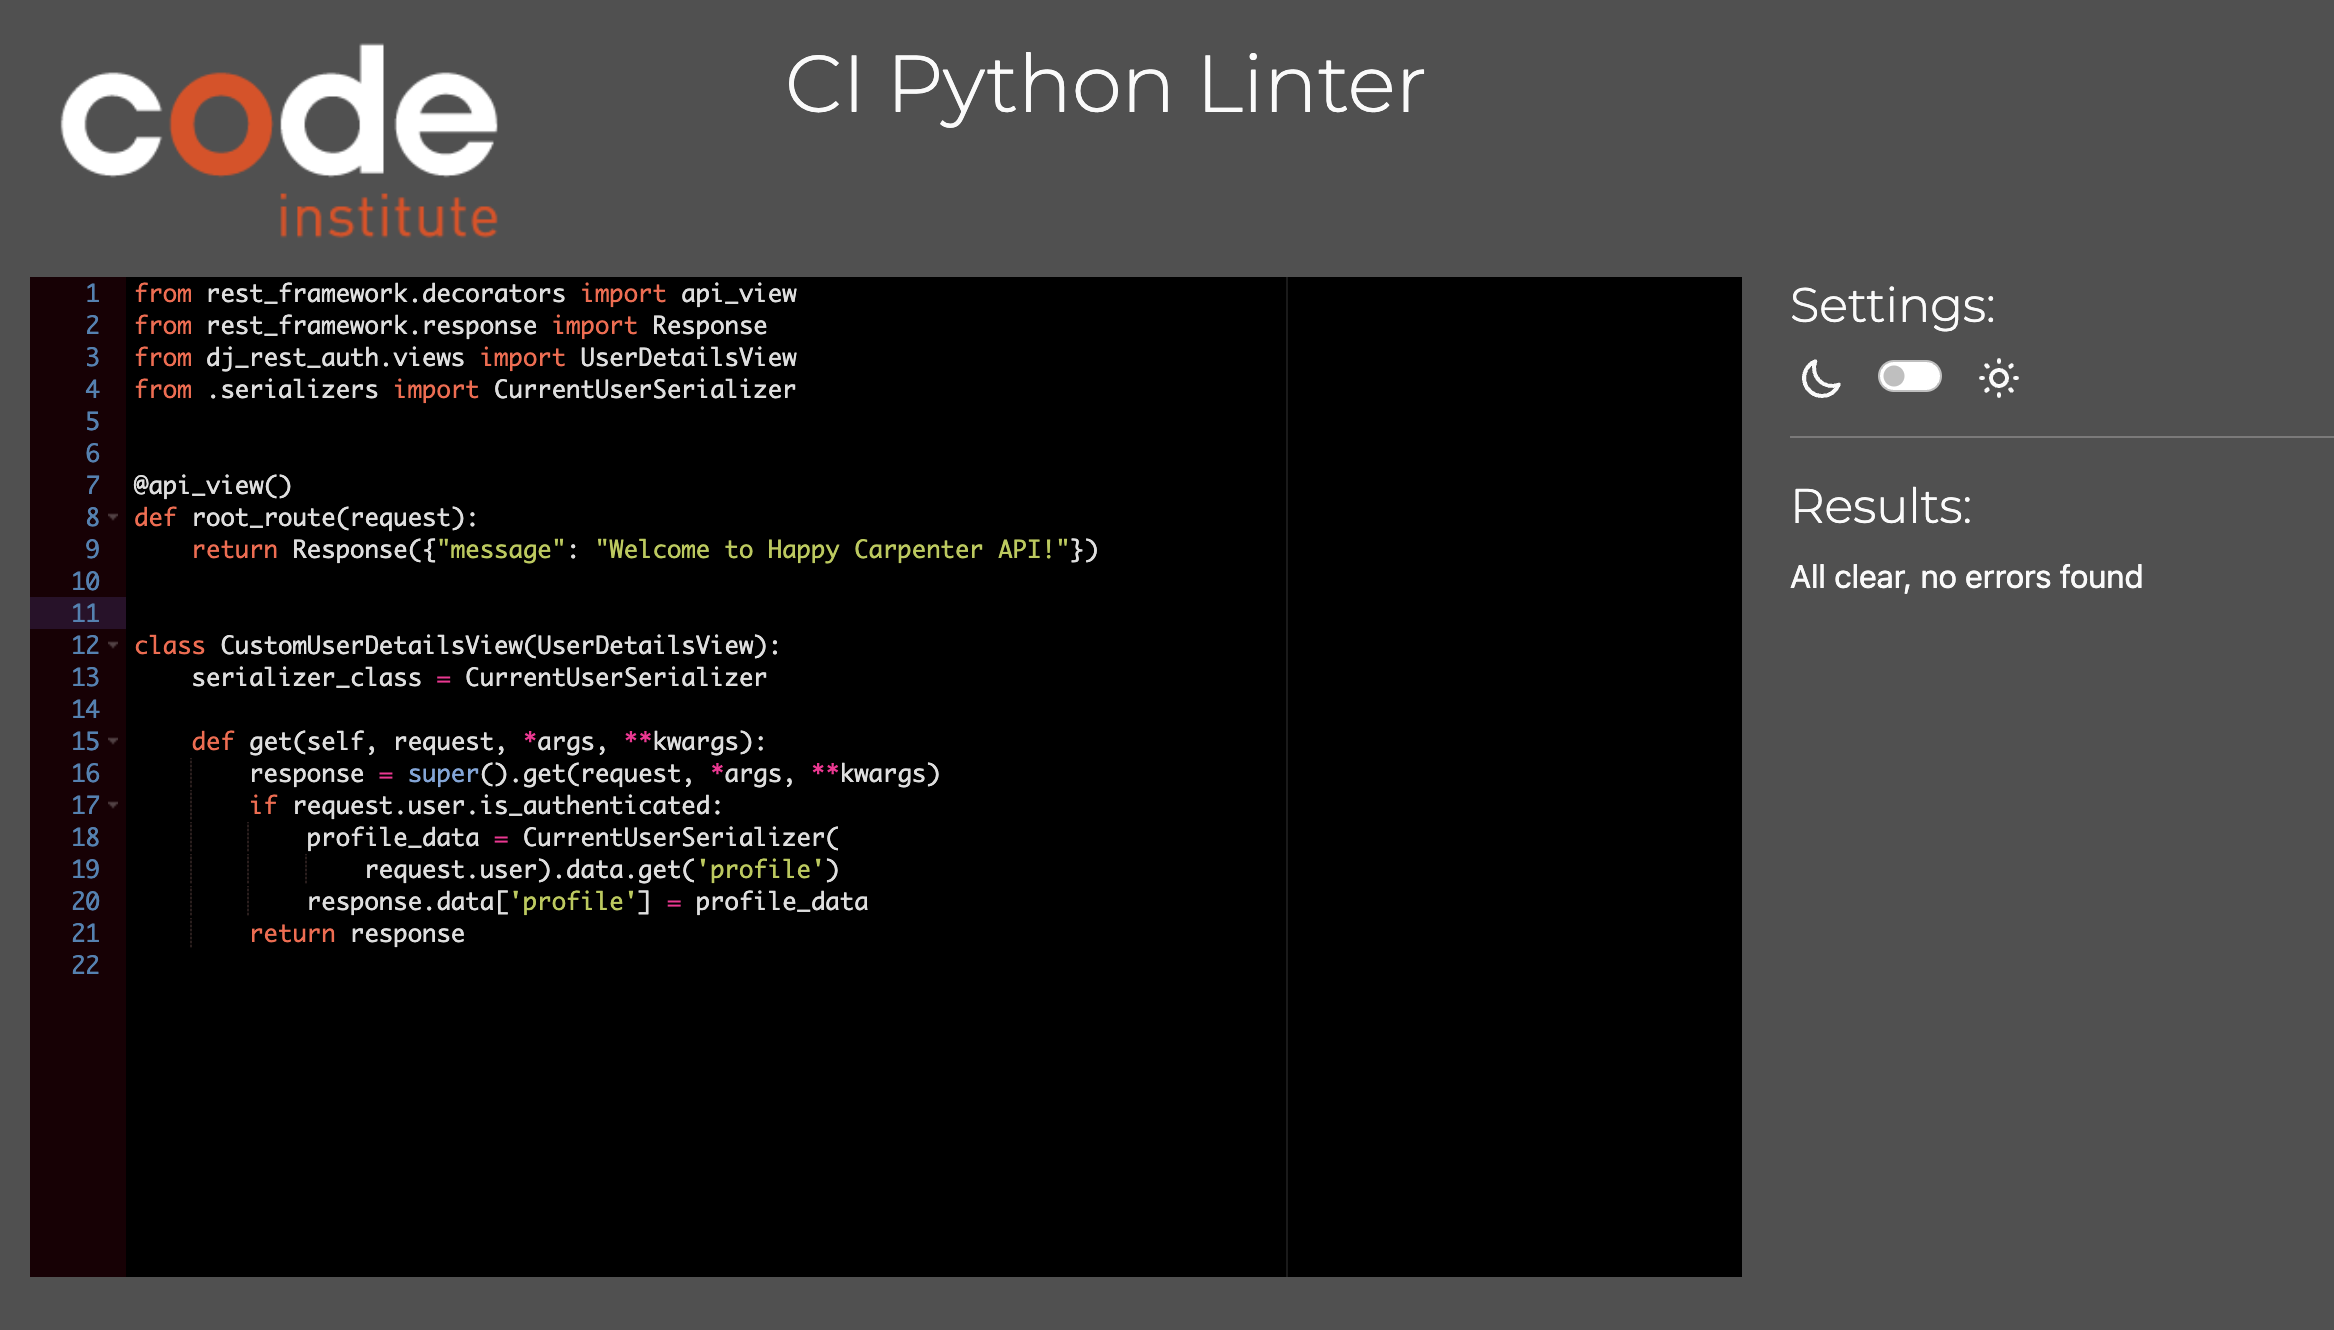 code
institute
CI Python Linter
1 from rest_framework.decorators import api_view
2 from rest_framework.response import Response
3 from dj_rest_auth.views import UserDetailsView
4 from .serializers import CurrentUserSerializer
5
6
7 @api_view()
8 def root_route(request):
9     return Response({"message": "Welcome to Happy Carpenter API!"})
10
11
12 class CustomUserDetailsView(UserDetailsView):
13     serializer_class = CurrentUserSerializer
14
15     def get(self, request, *args, **kwargs):
16         response = super().get(request, *args, **kwargs)
17         if request.user.is_authenticated:
18             profile_data = CurrentUserSerializer(
19                 request.user).data.get('profile')
20             response.data['profile'] = profile_data
21         return response
22
Settings:
Results:
All clear, no errors found